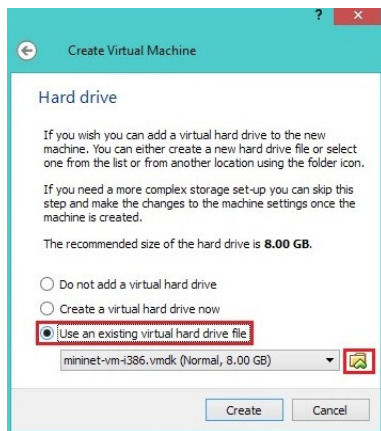 ?
×
Create Virtual Machine
Hard drive
If you wish you can add a virtual hard drive to the new
machine. You can either create a new hard drive file or select
one from the list or from another location using the folder icon.
If you need a more complex storage set-up you can skip this
step and make the changes to the machine settings once the
machine is created.
The recommended size of the hard drive is 8.00 GB.
Do not add a virtual hard drive
Create a virtual hard drive now
Use an existing virtual hard drive file
mininet-vm-i386.vmdk (Normal, 8.00 GB)
Create Cancel